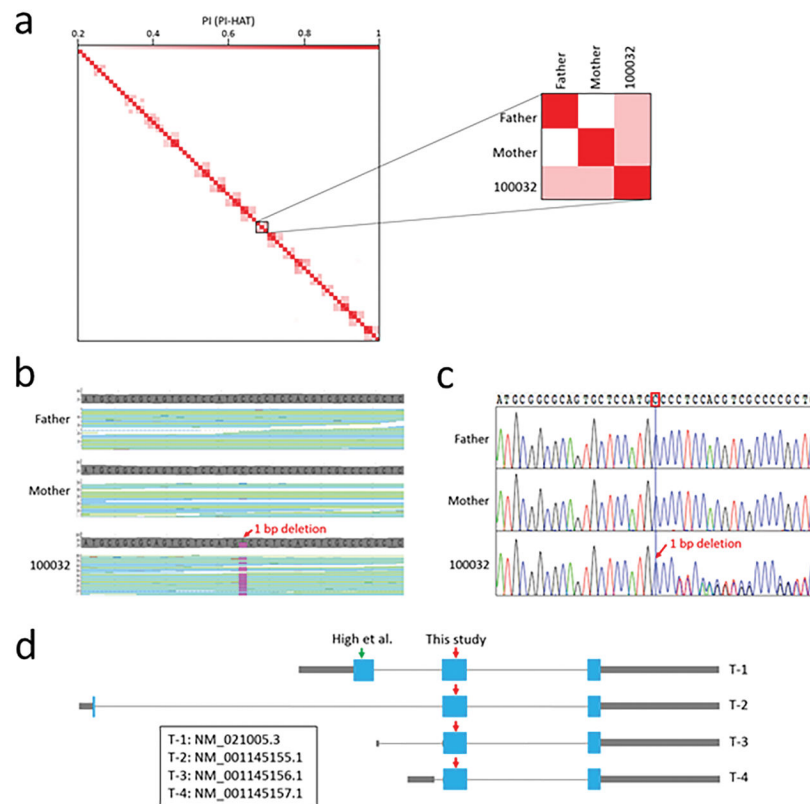 a
PI (PI-HAT)
0.2 0.4 0.6 0.8 1
Father Mother 100032
Father
Mother
100032
b
Father
Mother
1 bp deletion
100032
c
ATGCGGCGCAGTGCTCCATGCCCCTCCACGTCGCCCCGCT
Father
Mother
1 bp deletion
100032
d
High et al. This study
T-1
T-2
T-3
T-4
T-1: NM_021005.3
T-2: NM_001145155.1
T-3: NM_001145156.1
T-4: NM_001145157.1